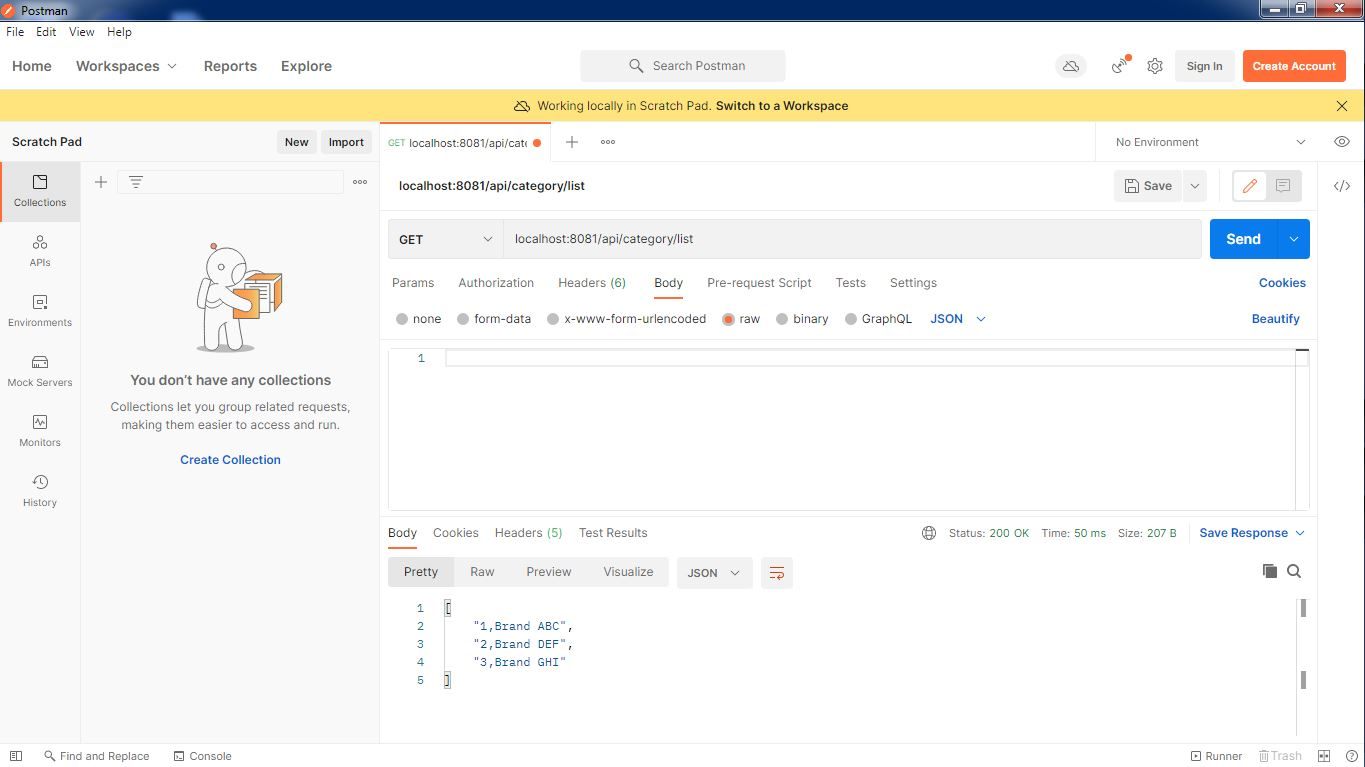 Postman
File Edit View Help
Home Workspaces Reports Explore Search Postman Sign In Create Account
Working locally in Scratch Pad. Switch to a Workspace
Scratch Pad New Import GET localhost:8081/api/cate No Environment
Collections
APIs
Environments
Mock Servers
Monitors
History
You don't have any collections
Collections let you group related requests,
making them easier to access and run.
Create Collection
localhost:8081/api/category/list Save
GET localhost:8081/api/category/list Send
Params Authorization Headers (6) Body Pre-request Script Tests Settings Cookies
none form-data x-www-form-urlencoded raw binary GraphQL JSON Beautify
1
Body Cookies Headers (5) Test Results Status: 200 OK Time: 50 ms Size: 207 B Save Response
Pretty Raw Preview Visualize JSON
1 [
2 "1,Brand ABC",
3 "2,Brand DEF",
4 "3,Brand GHI"
5 ]
Find and Replace Console Runner Trash